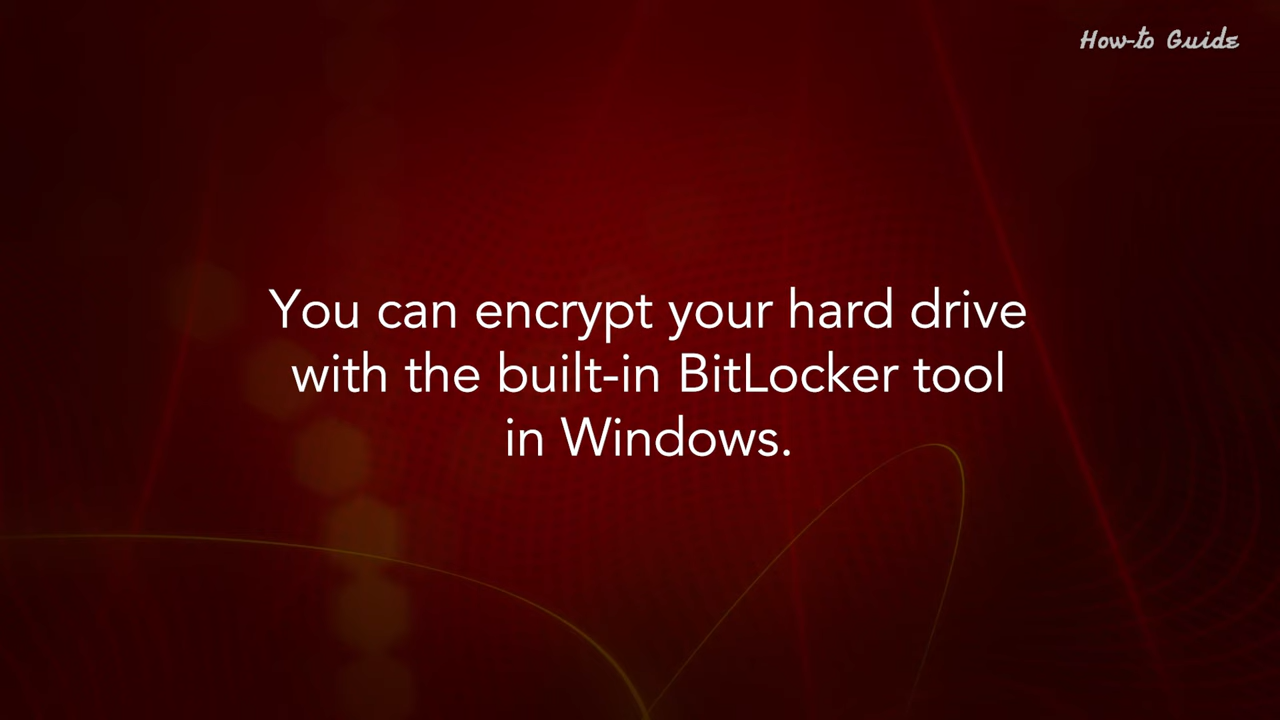 How-to Guide
You can encrypt your hard drive
with the built-in BitLocker tool
in Windows.